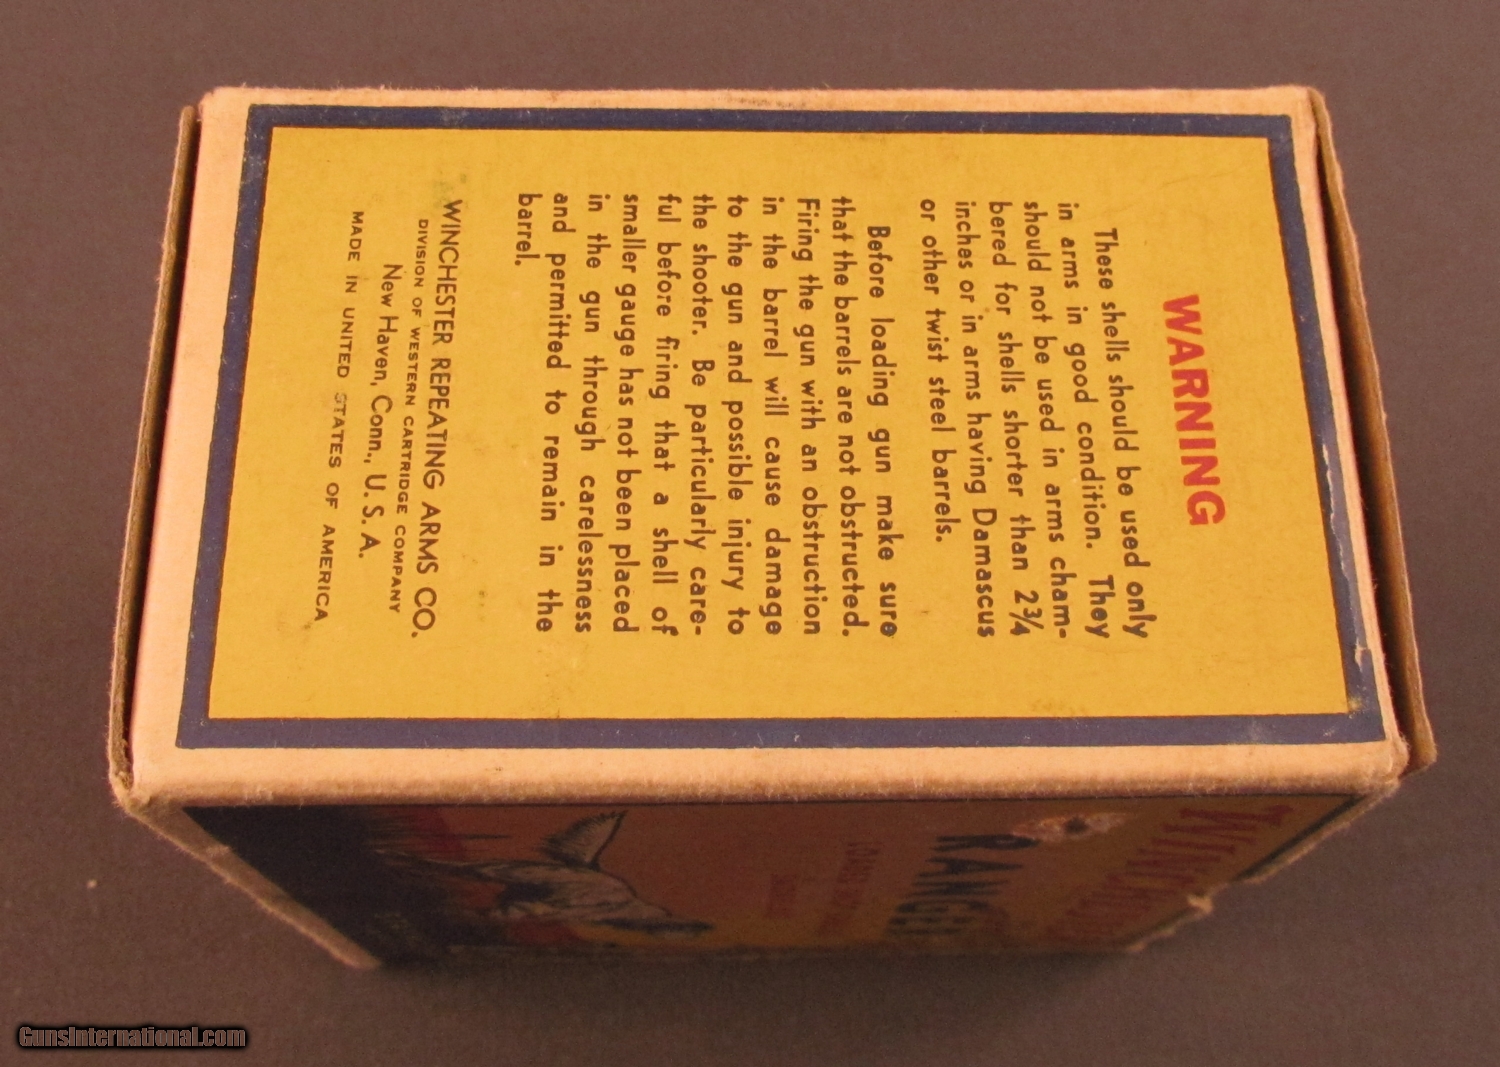 WARNING
These shells should be used only
in arms in good condition. They
should not be used in arms cham-
bered for shells shorter than 2¾
inches or in arms having Damascus
or other twist steel barrels.
Before loading gun make sure
that the barrels are not obstructed.
Firing the gun with an obstruction
in the barrel will cause damage
to the gun and possible injury to
the shooter. Be particularly care-
ful before firing that a shell of
smaller gauge has not been placed
in the gun through carelessness
and permitted to remain in the
barrel.
WINCHESTER REPEATING ARMS CO.
DIVISION OF WESTERN CARTRIDGE COMPANY
New Haven, Conn., U. S. A.
MADE IN UNITED STATES OF AMERICA
RANGER
GunsInternational.com